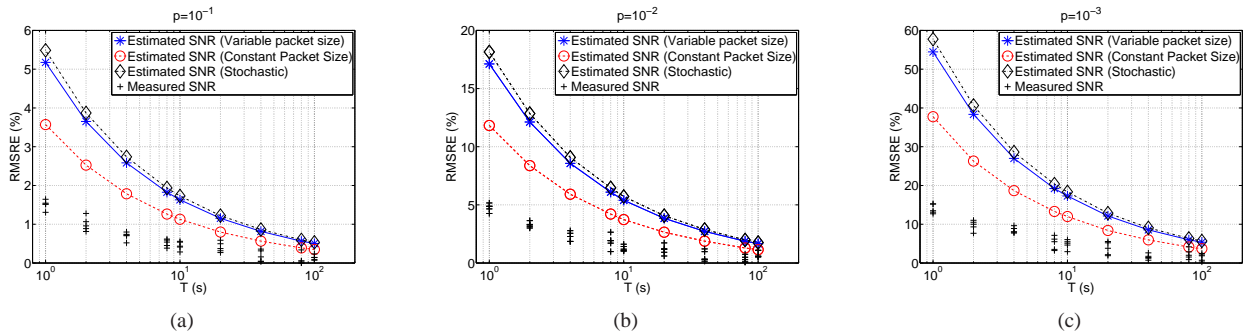 p=10⁻¹
6
5
4
3
2
1
0
RMSRE (%)
10⁰
10¹
10²
T (s)
Estimated SNR (Variable packet size)
Estimated SNR (Constant Packet Size)
Estimated SNR (Stochastic)
Measured SNR
(a)
p=10⁻²
20
15
10
5
0
RMSRE (%)
10⁰
10¹
10²
T (s)
Estimated SNR (Variable packet size)
Estimated SNR (Constant Packet Size)
Estimated SNR (Stochastic)
Measured SNR
(b)
p=10⁻³
60
50
40
30
20
10
0
RMSRE (%)
10⁰
10¹
10²
T (s)
Estimated SNR (Variable packet size)
Estimated SNR (Constant Packet Size)
Estimated SNR (Stochastic)
Measured SNR
(c)